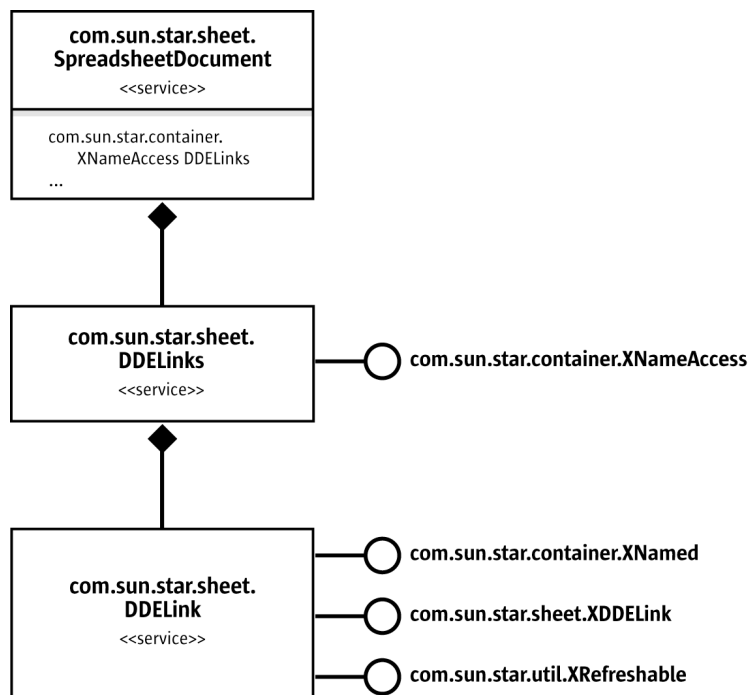 com.sun.star.sheet.
SpreadsheetDocument
<<service>>
com.sun.star.container.
XNameAccess DDELinks
...
com.sun.star.sheet.
DDELinks
<<service>>
com.sun.star.container.XNameAccess
com.sun.star.sheet.
DDELink
<<service>>
com.sun.star.container.XNamed
com.sun.star.sheet.XDDELink
com.sun.star.util.XRefreshable